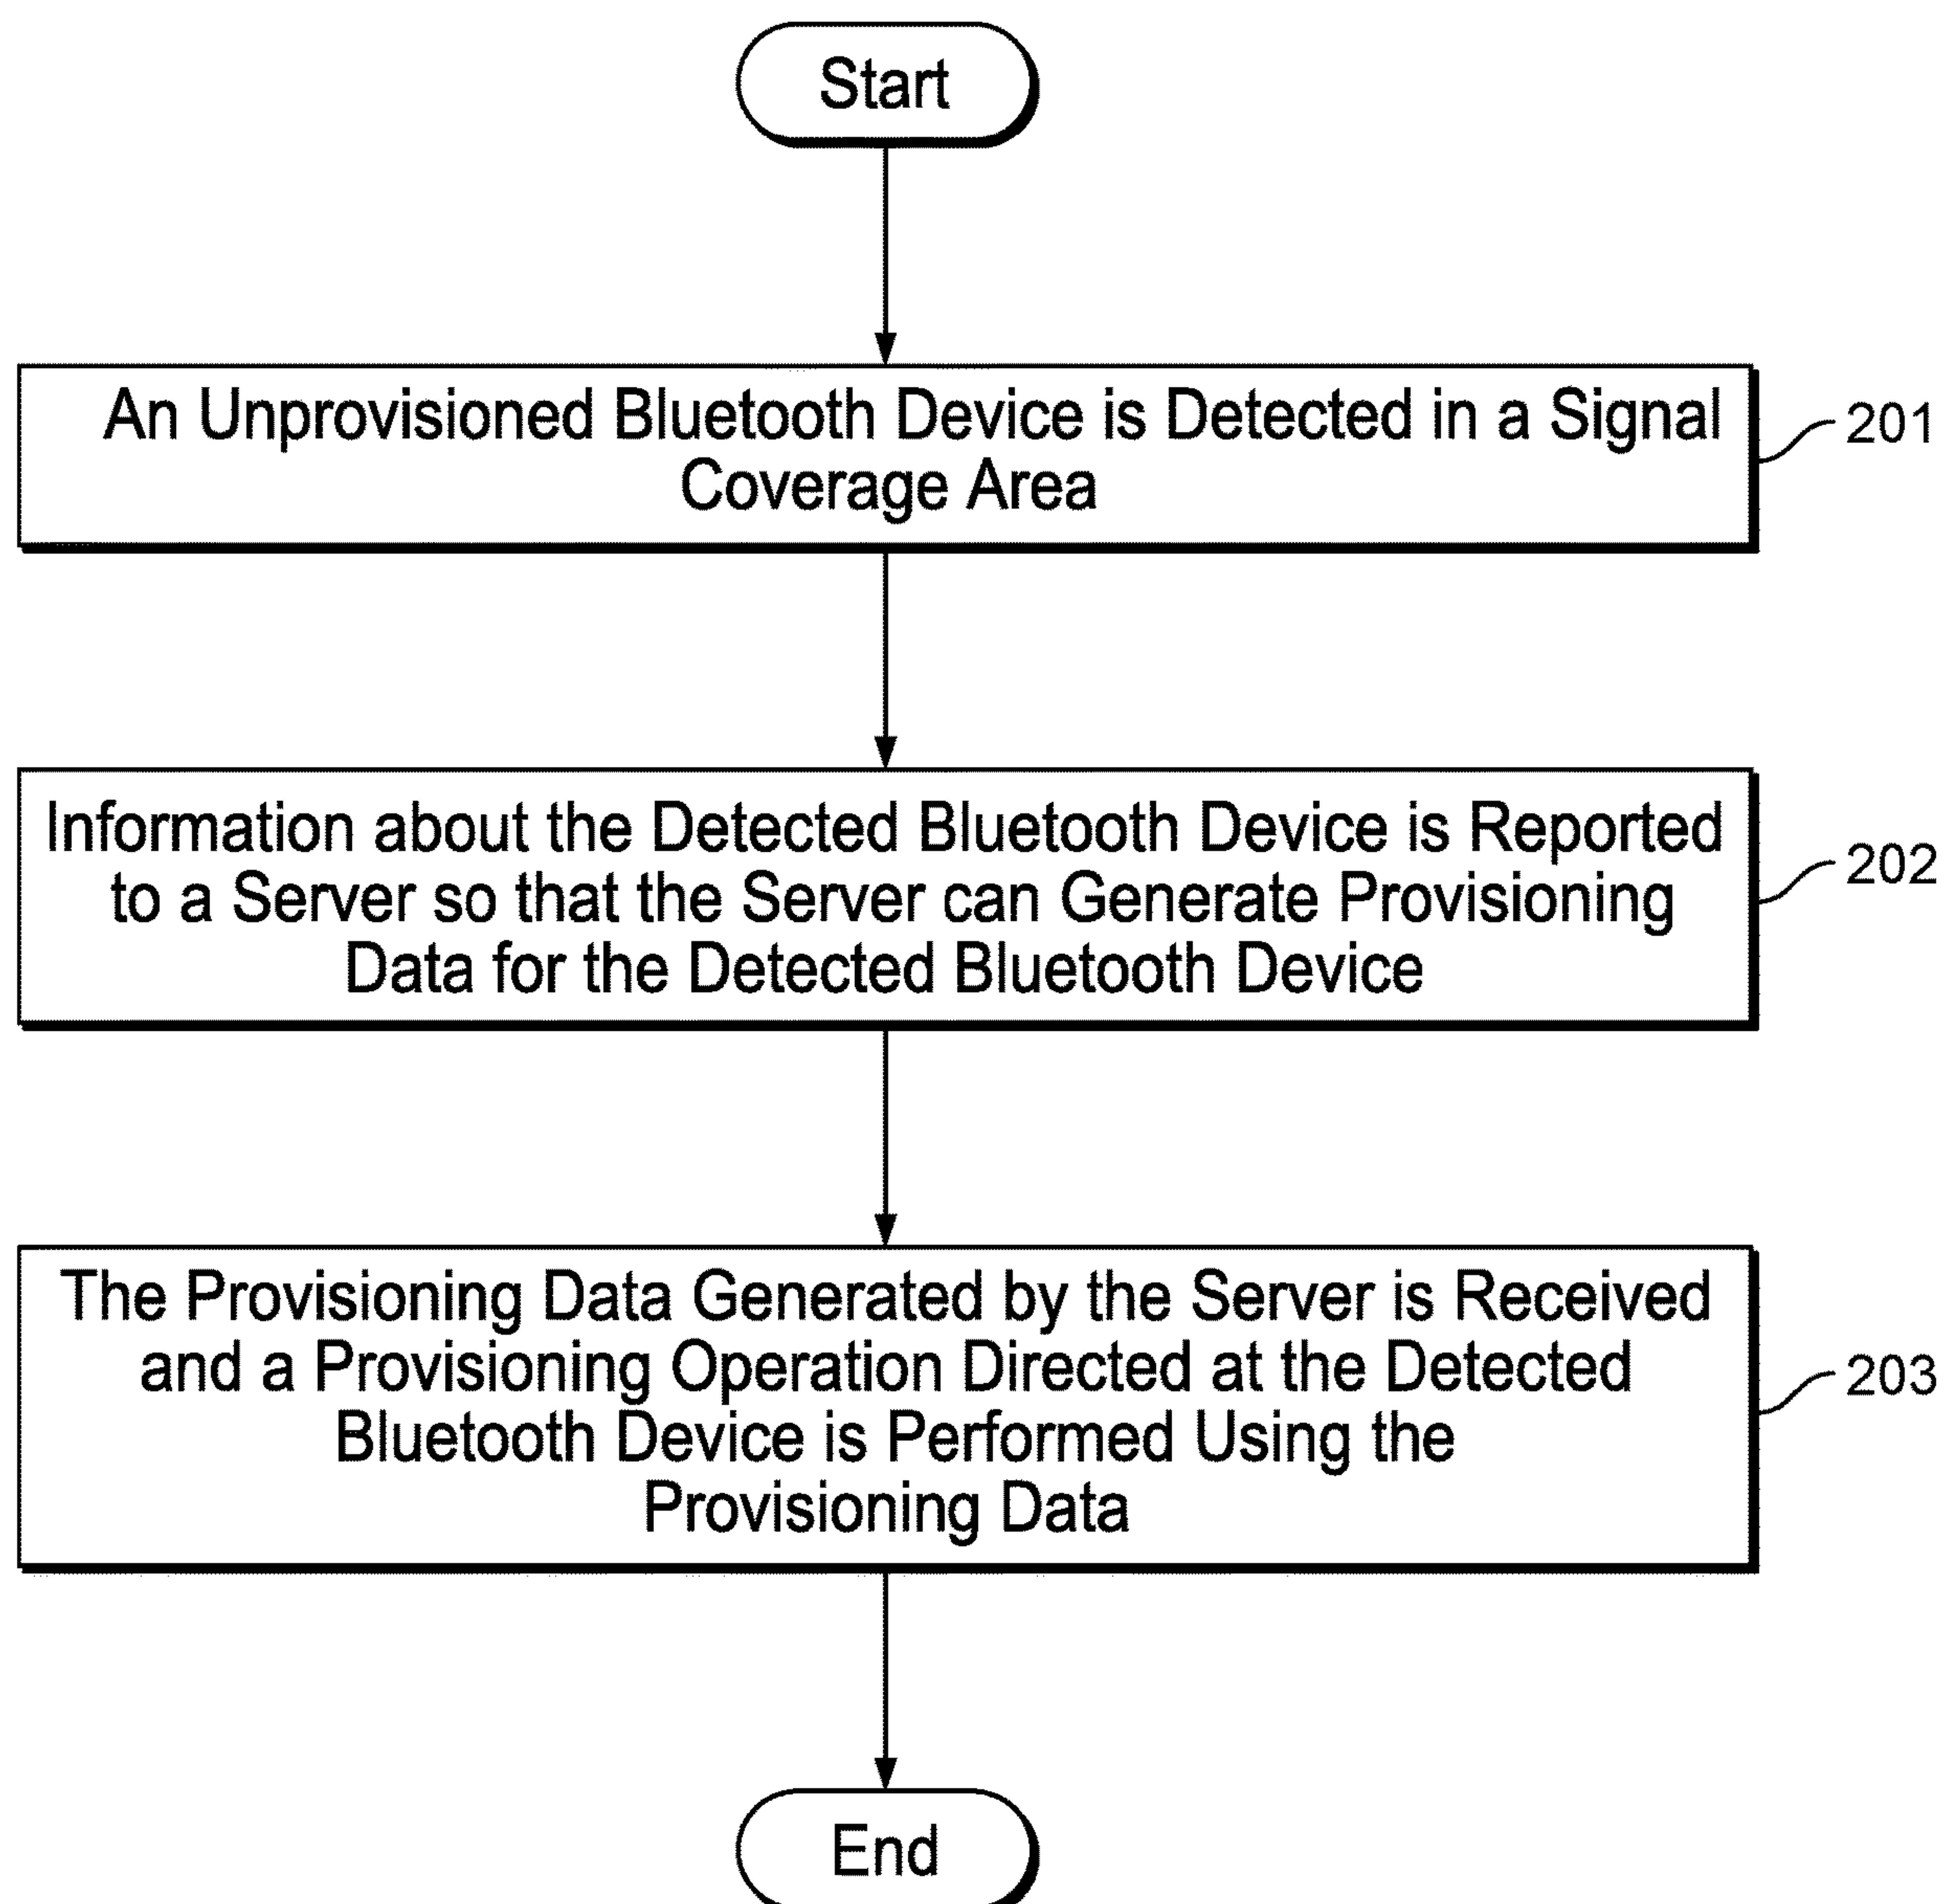 Start
An Unprovisioned Bluetooth Device is Detected in a Signal
Coverage Area
201
Information about the Detected Bluetooth Device is Reported
to a Server so that the Server can Generate Provisioning
Data for the Detected Bluetooth Device
202
The Provisioning Data Generated by the Server is Received
and a Provisioning Operation Directed at the Detected
Bluetooth Device is Performed Using the
Provisioning Data
203
End